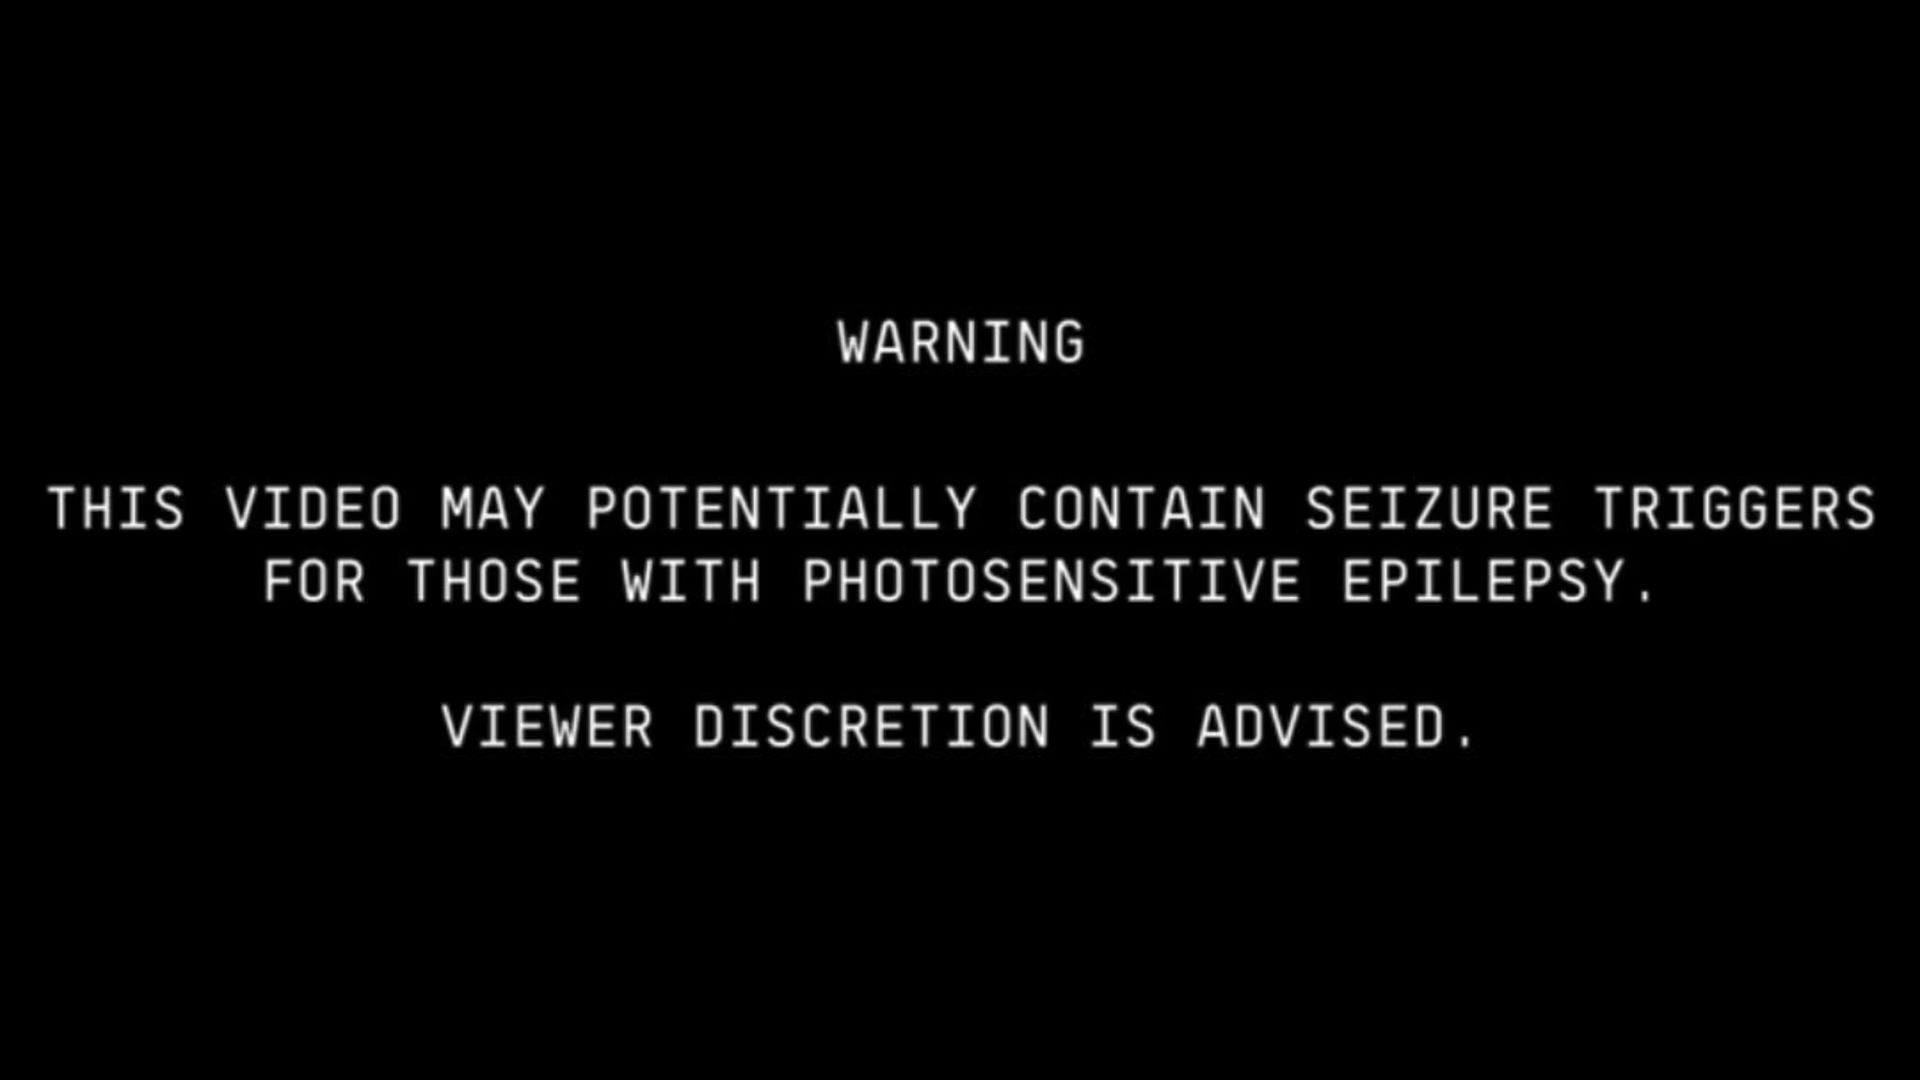 WARNING
THIS VIDEO MAY POTENTIALLY CONTAIN SEIZURE TRIGGERS
FOR THOSE WITH PHOTOSENSITIVE EPILEPSY.
VIEWER DISCRETION IS ADVISED.